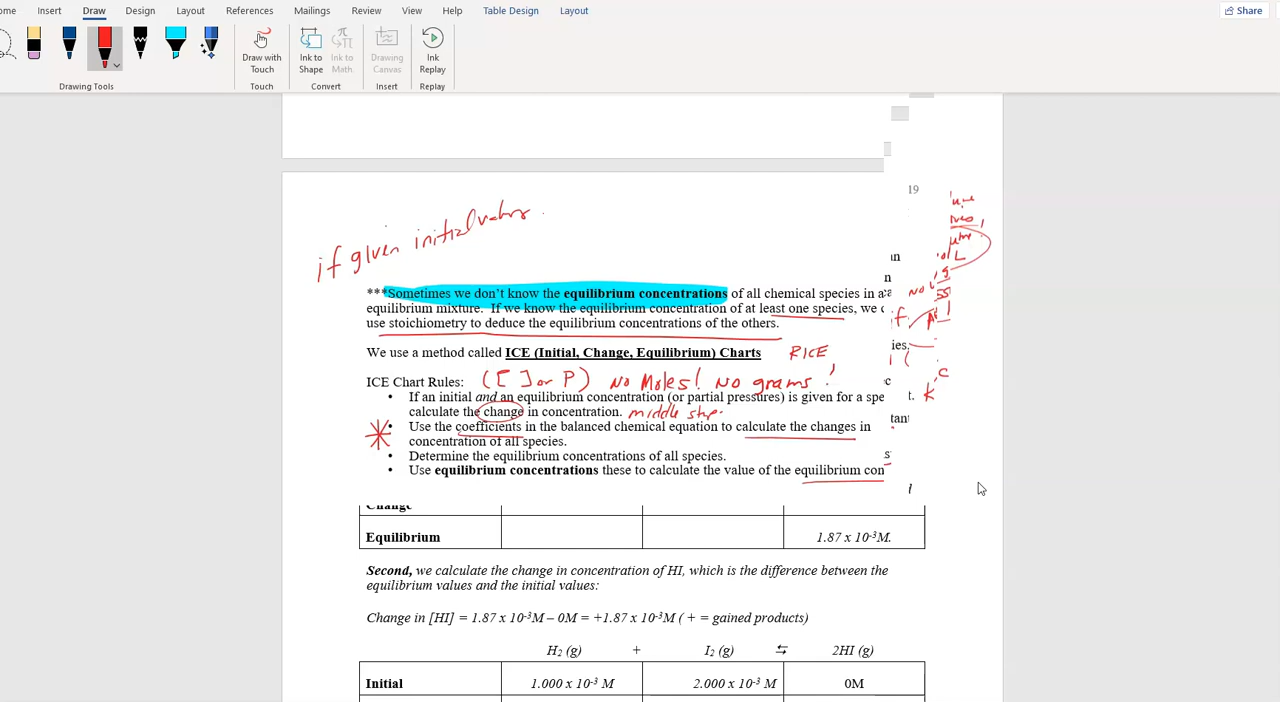 Insert Draw Design Layout References Mailings Review View Help Table Design Layout Share
Draw with Touch
Ink to Shape
Ink to Math
Drawing Canvas
Ink Replay
Drawing Tools Touch Convert Insert Replay
19
if given initial values.
***Sometimes we don't know the equilibrium concentrations of all chemical species in a
equilibrium mixture. If we know the equilibrium concentration of at least one species, we c
use stoichiometry to deduce the equilibrium concentrations of the others.
We use a method called ICE (Initial, Change, Equilibrium) Charts RICE
ICE Chart Rules: ([ ] or P) No Moles! No grams!
• If an initial and an equilibrium concentration (or partial pressures) is given for a spe
calculate the change in concentration. middle step.
• Use the coefficients in the balanced chemical equation to calculate the changes in
concentration of all species.
• Determine the equilibrium concentrations of all species.
• Use equilibrium concentrations these to calculate the value of the equilibrium con
Change
Equilibrium 1.87 x 10-³M.
Second, we calculate the change in concentration of HI, which is the difference between the
equilibrium values and the initial values:
Change in [HI] = 1.87 x 10-³M – 0M = +1.87 x 10-³M ( + = gained products)
H₂ (g) + I₂ (g) ⇆ 2HI (g)
Initial 1.000 x 10-³ M 2.000 x 10-³ M 0M